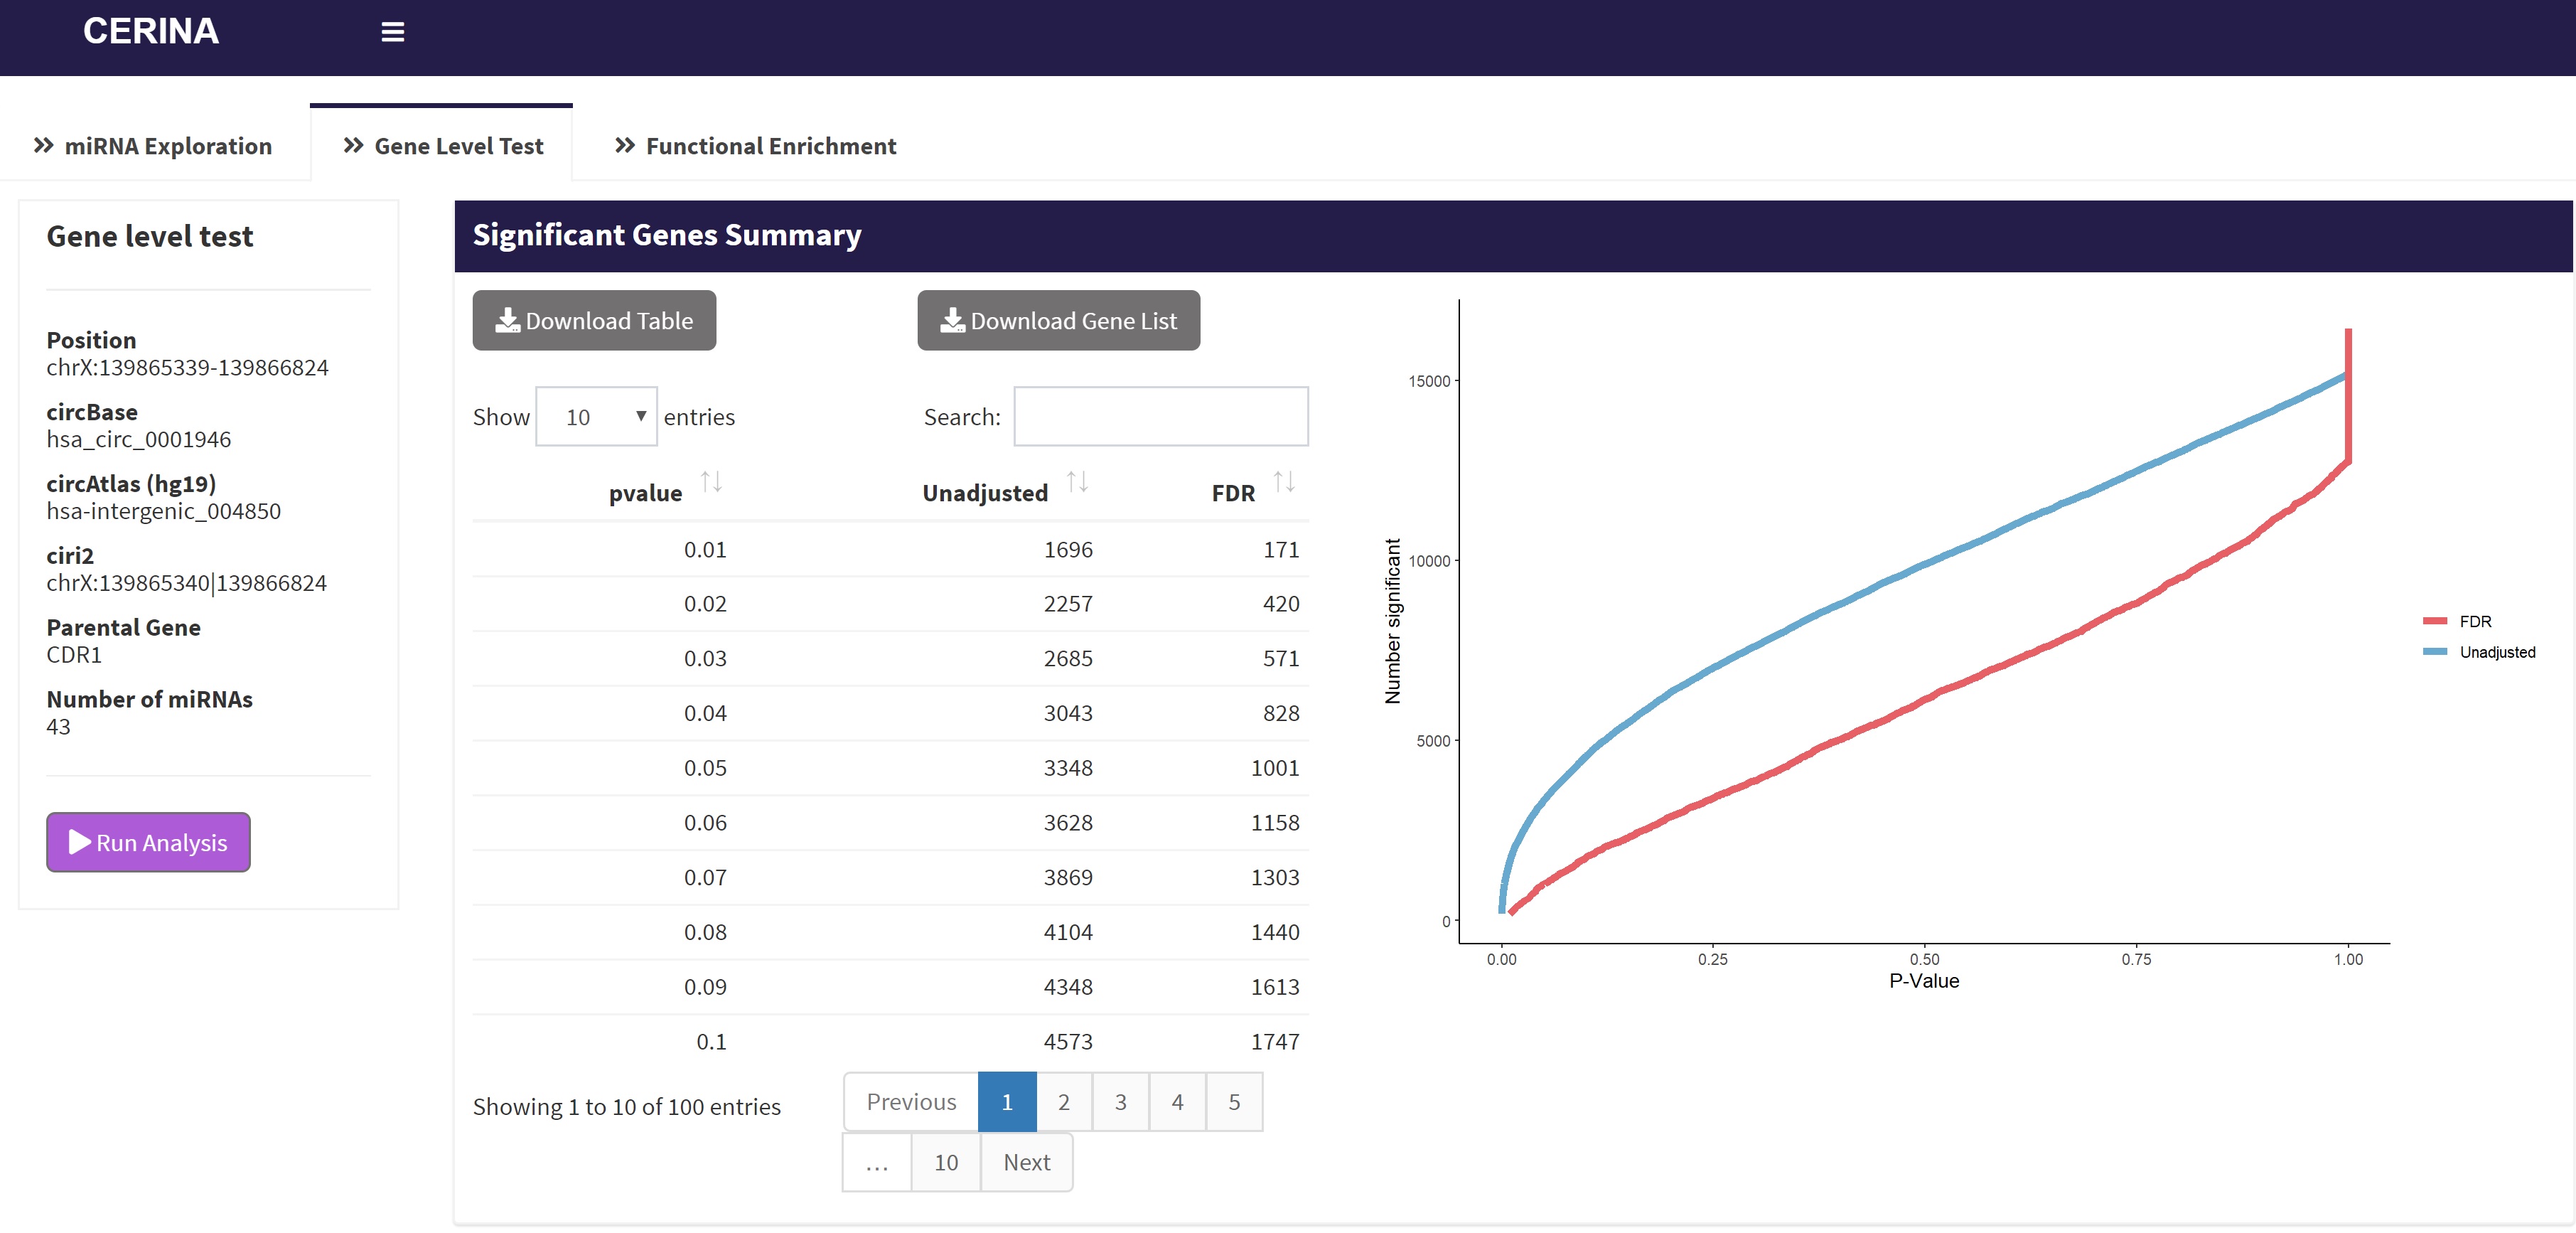 CERINA
miRNA Exploration
Gene Level Test
Functional Enrichment
Gene level test
Position
chrX:139865339-139866824
circBase
hsa_circ_0001946
circAtlas (hg19)
hsa-intergenic_004850
ciri2
chrX:139865340|139866824
Parental Gene
CDR1
Number of miRNAs
43
Run Analysis
Significant Genes Summary
Download Table
Download Gene List
Show 10 entries
Search:
pvalue Unadjusted FDR
0.01 1696 171
0.02 2257 420
0.03 2685 571
0.04 3043 828
0.05 3348 1001
0.06 3628 1158
0.07 3869 1303
0.08 4104 1440
0.09 4348 1613
0.1 4573 1747
Showing 1 to 10 of 100 entries
Previous 1 2 3 4 5
... 10 Next
Number significant
15000
10000
5000
0
0.00 0.25 0.50 0.75 1.00
P-Value
FDR
Unadjusted